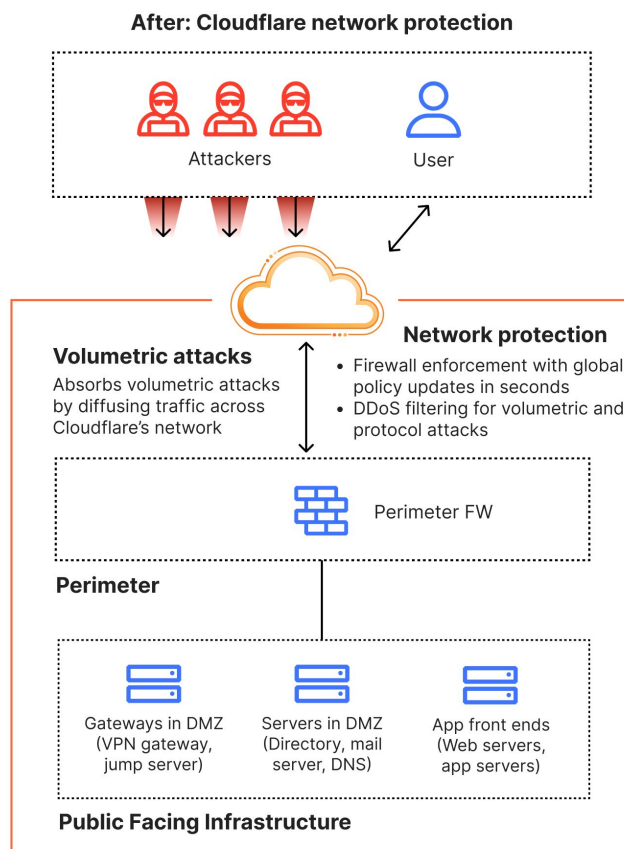 After: Cloudflare network protection
Attackers
User
Volumetric attacks
Absorbs volumetric attacks
by diffusing traffic across
Cloudflare’s network
Network protection
• Firewall enforcement with global
policy updates in seconds
• DDoS filtering for volumetric and
protocol attacks
Perimeter FW
Perimeter
Gateways in DMZ
(VPN gateway,
jump server)
Servers in DMZ
(Directory, mail
server, DNS)
App front ends
(Web servers,
app servers)
Public Facing Infrastructure